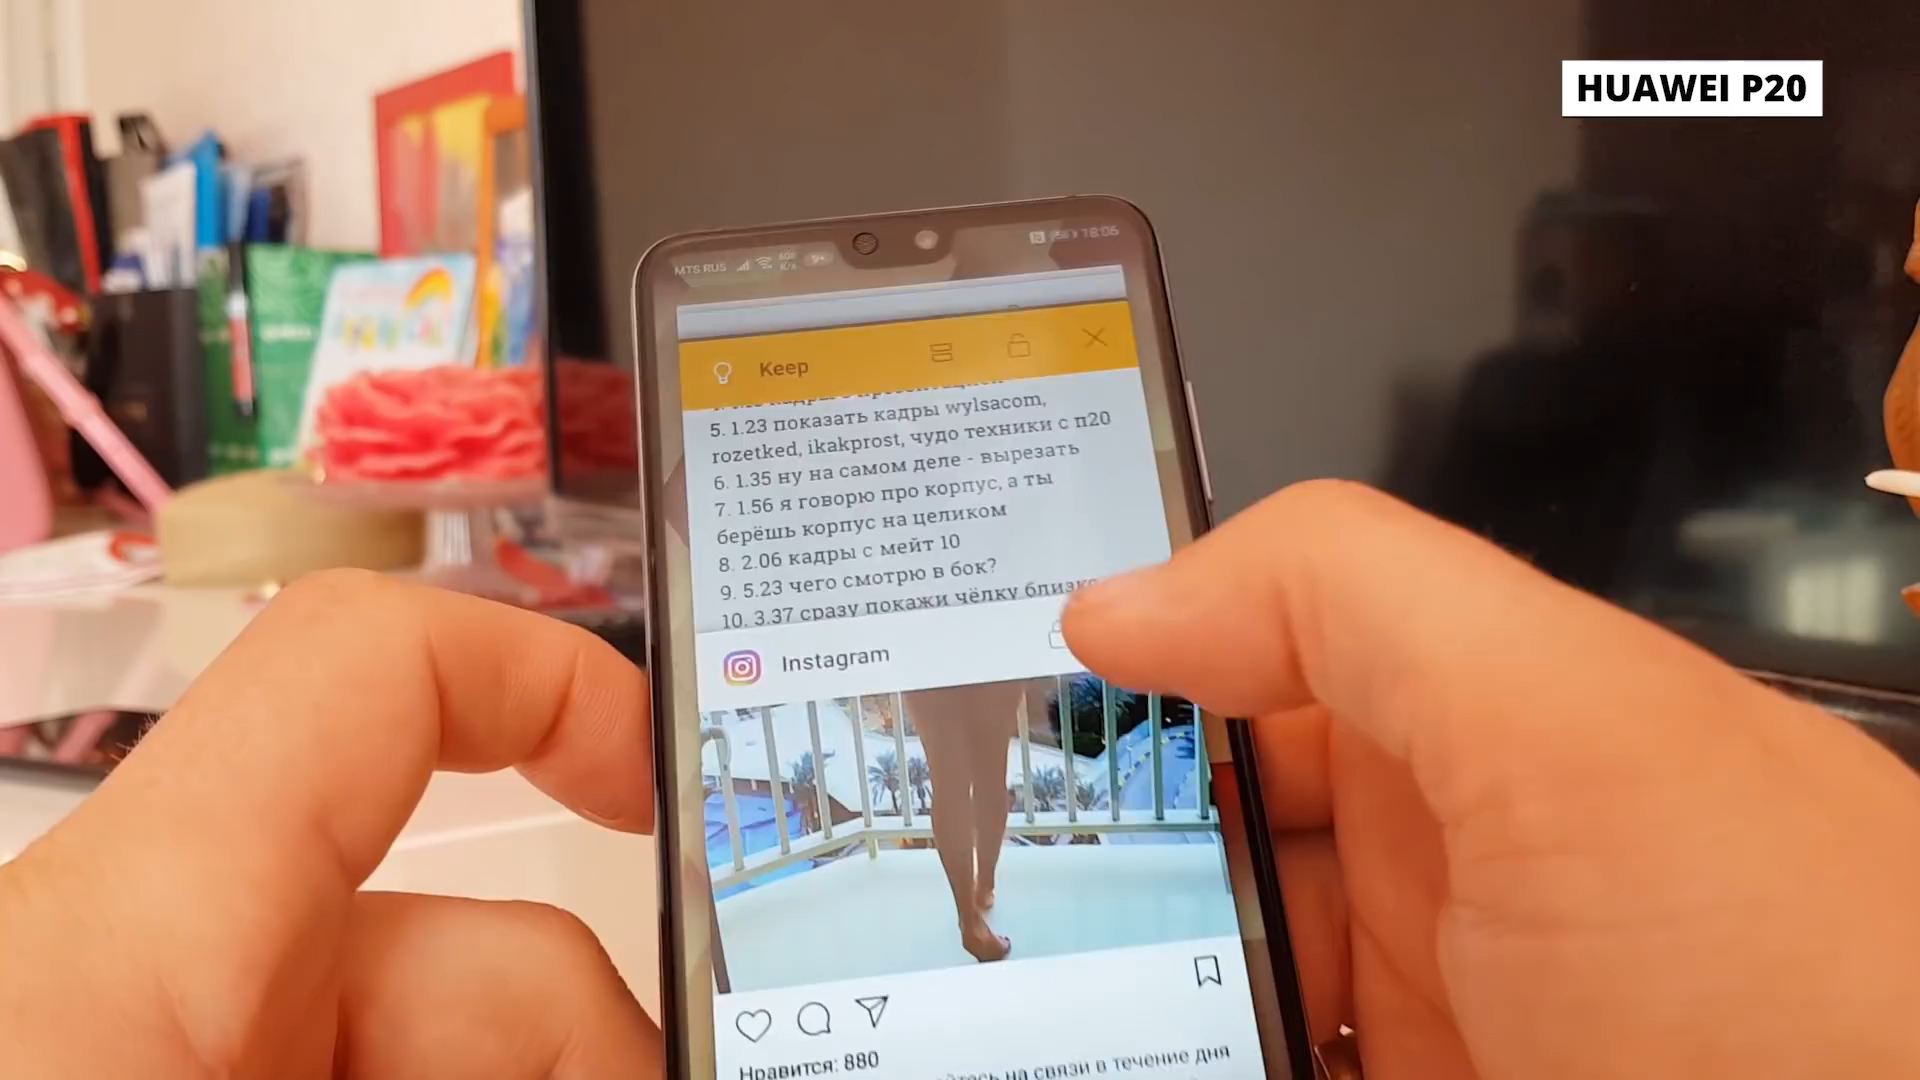 HUAWEI P20
MTS RUS
18:05
Keep
5. 1.23 показать кадры wylsacom,
rozetked, ikakprost, чудо техники с п20
6. 1.35 ну на самом деле - вырезать
7. 1.56 я говорю про корпус, а ты
берёшь корпус на целиком
8. 2.06 кадры с мейт 10
9. 5.23 чего смотрю в бок?
10. 3.37 сразу покажи чёлку близко
Instagram
Нравится: 880
на связи в течение дня